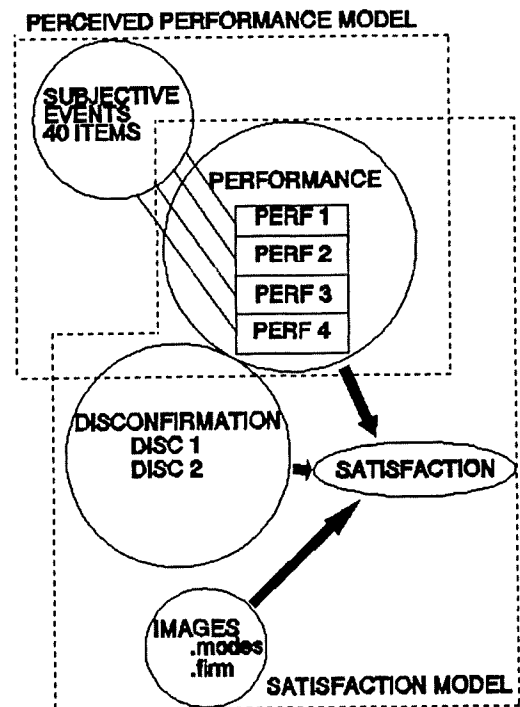 PERCEIVED PERFORMANCE MODEL
SUBJECTIVE
EVENTS
40 ITEMS
PERFORMANCE
PERF 1
PERF 2
PERF 3
PERF 4
DISCONFIRMATION
DISC 1
DISC 2
SATISFACTION
IMAGES
.modes
.firm
SATISFACTION MODEL